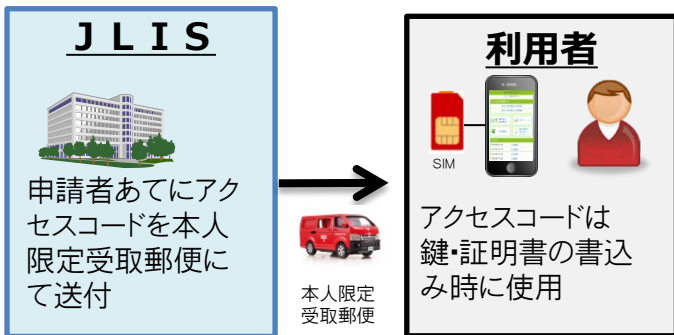 ＪＬＩＳ
申請者あてにアク
セスコードを本人
限定受取郵便に
て送付
本人限定
受取郵便
利用者
SIM
アクセスコードは
鍵・証明書の書込
み時に使用